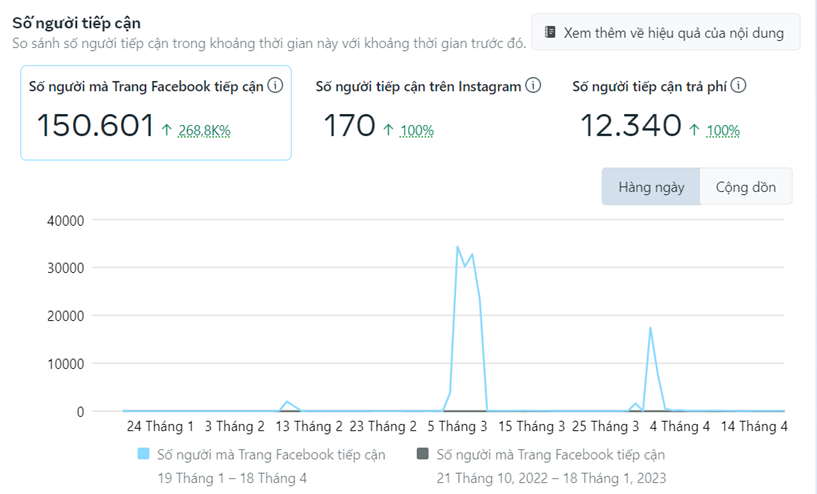 Số người tiếp cận
So sánh số người tiếp cận trong khoảng thời gian này với khoảng thời gian trước đó.
Xem thêm về hiệu quả của nội dung
Số người mà Trang Facebook tiếp cận
150.601 ↑ 268,8K%
Số người tiếp cận trên Instagram
170 ↑ 100%
Số người tiếp cận trả phí
12.340 ↑ 100%
Hàng ngày
Cộng dồn
40000
30000
20000
10000
0
24 Tháng 1 3 Tháng 2 13 Tháng 2 23 Tháng 2 5 Tháng 3 15 Tháng 3 25 Tháng 3 4 Tháng 4 14 Tháng 4
Số người mà Trang Facebook tiếp cận
19 Tháng 1 – 18 Tháng 4
Số người mà Trang Facebook tiếp cận
21 Tháng 10, 2022 – 18 Tháng 1, 2023